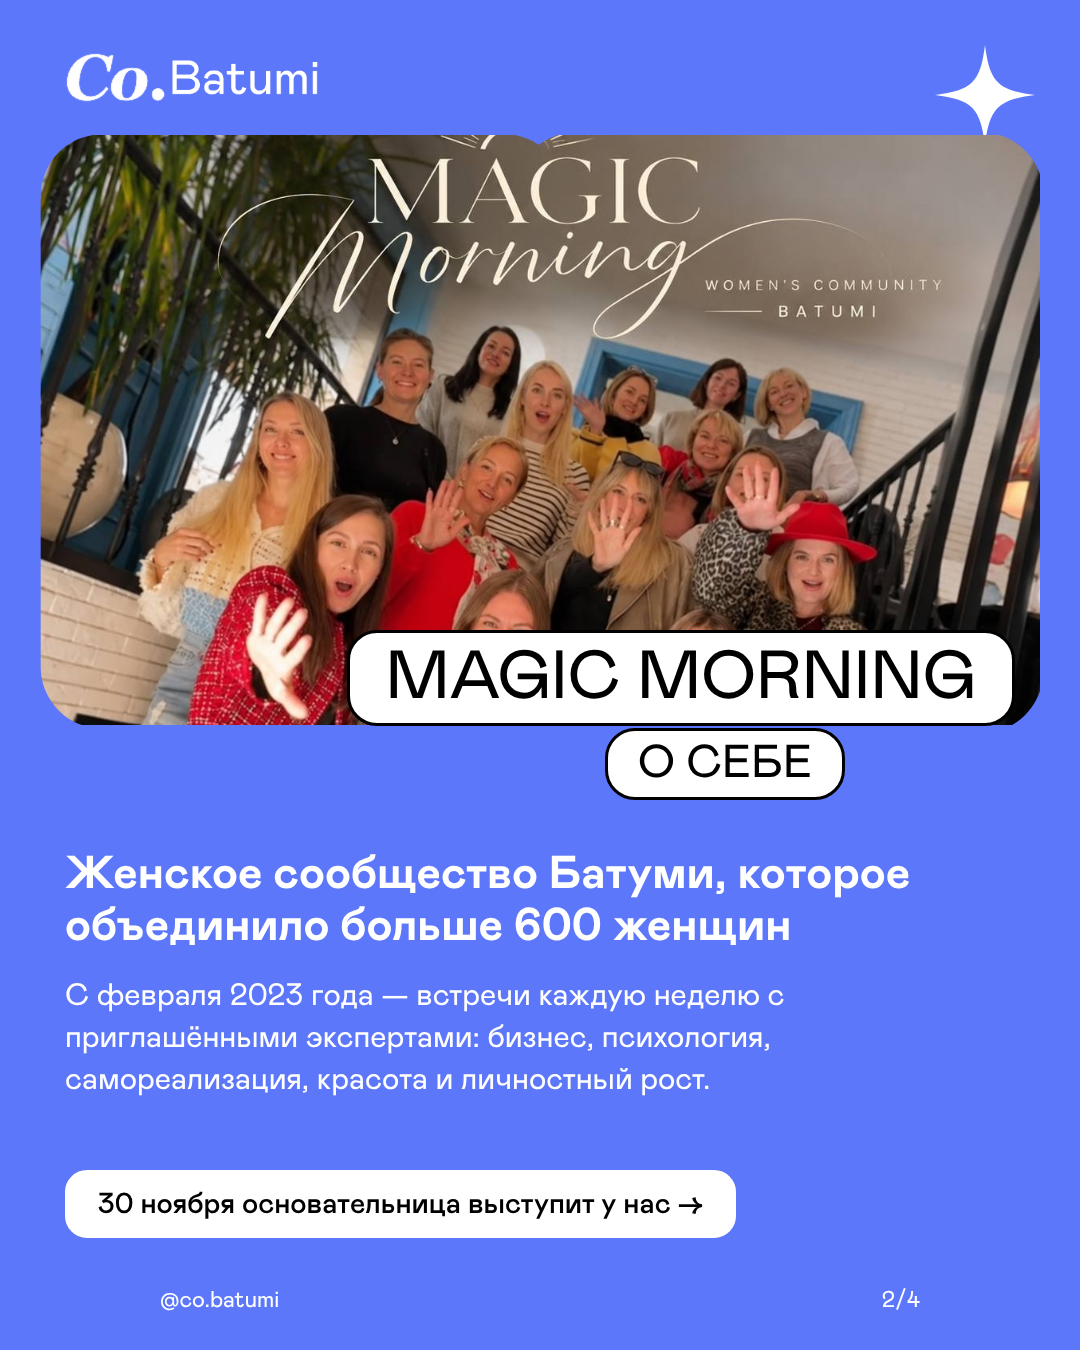 Co.Batumi
MAGIC
Morning
WOMEN'S COMMUNITY
BATUMI
MAGIC MORNING
О СЕБЕ
Женское сообщество Батуми, которое
объединило больше 600 женщин
С февраля 2023 года — встречи каждую неделю с
приглашёнными экспертами: бизнес, психология,
самореализация, красота и личностный рост.
30 ноября основательница выступит у нас →
@co.batumi
2/4